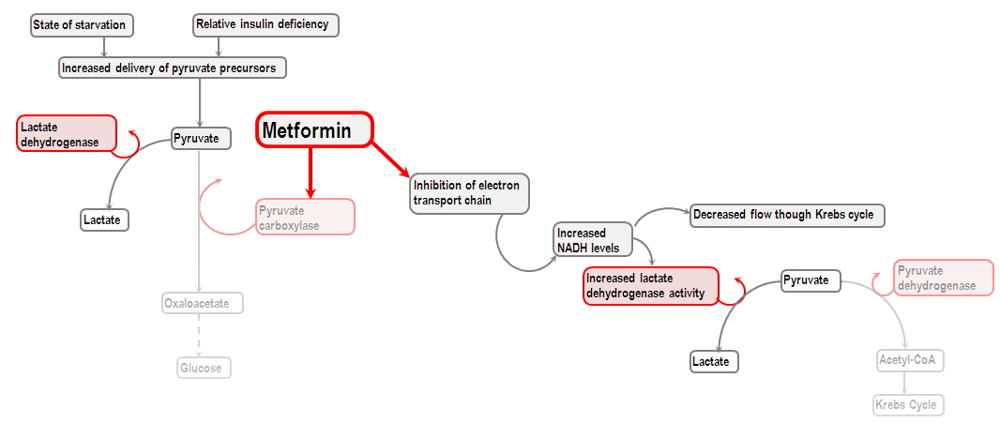 State of starvation
Relative insulin deficiency
Increased delivery of pyruvate precursors
Lactate
dehydrogenase
Pyruvate
Metformin
Lactate
Pyruvate
carboxylase
Inhibition of electron
transport chain
Increased
NADH levels
Decreased flow though Krebs cycle
Increased lactate
dehydrogenase activity
Pyruvate
Pyruvate
dehydrogenase
Oxaloacetate
Glucose
Lactate
Acetyl-CoA
Krebs Cycle